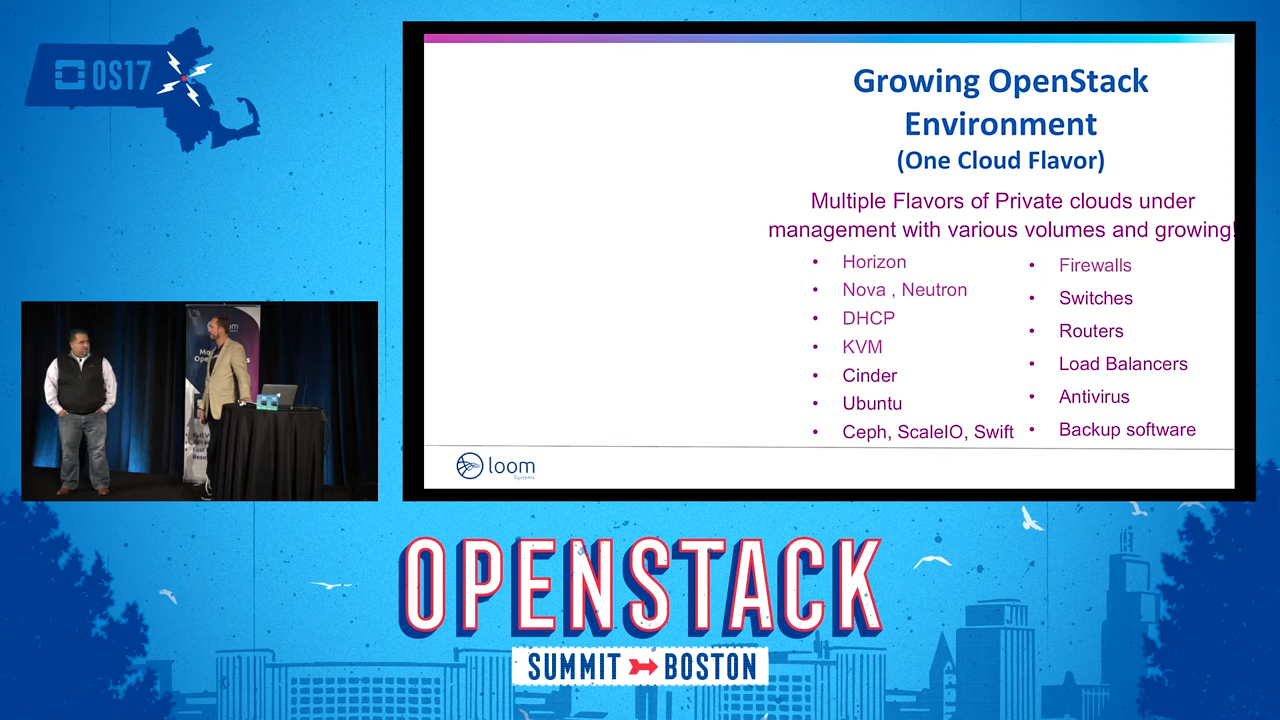 OS17
Growing OpenStack
Environment
(One Cloud Flavor)
Multiple Flavors of Private clouds under
management with various volumes and growing!
• Horizon
• Nova , Neutron
• DHCP
• KVM
• Cinder
• Ubuntu
• Ceph, ScaleIO, Swift
• Firewalls
• Switches
• Routers
• Load Balancers
• Antivirus
• Backup software
loom
Systems
OPENSTACK
SUMMIT BOSTON